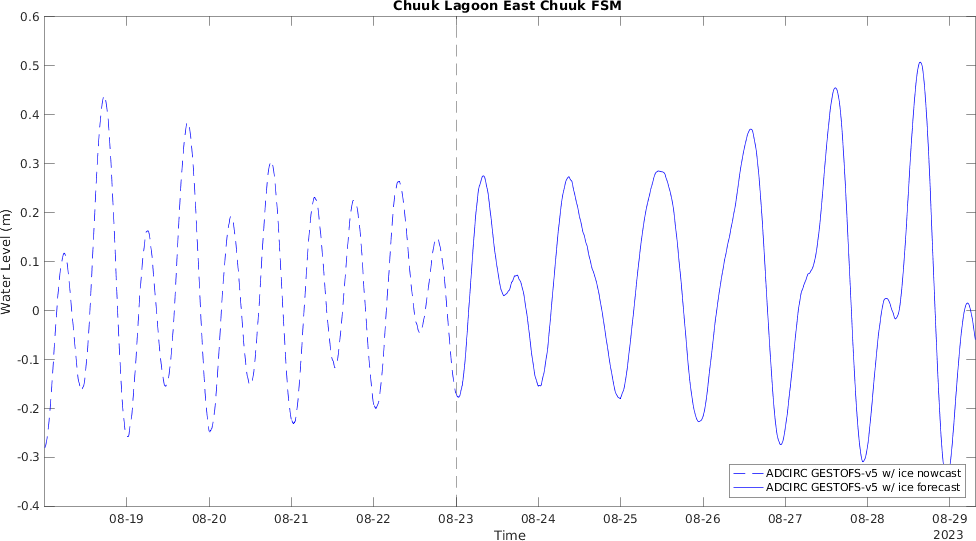 Chuuk Lagoon East Chuuk FSM
0.6
0.5
0.4
0.3
0.2
0.1
0
-0.1
-0.2
-0.3
-0.4
Water Level (m)
ADCIRC GESTOFS-v5 w/ ice nowcast
ADCIRC GESTOFS-v5 w/ ice forecast
08-19 08-20 08-21 08-22 08-23 08-24 08-25 08-26 08-27 08-28 08-29
2023
Time